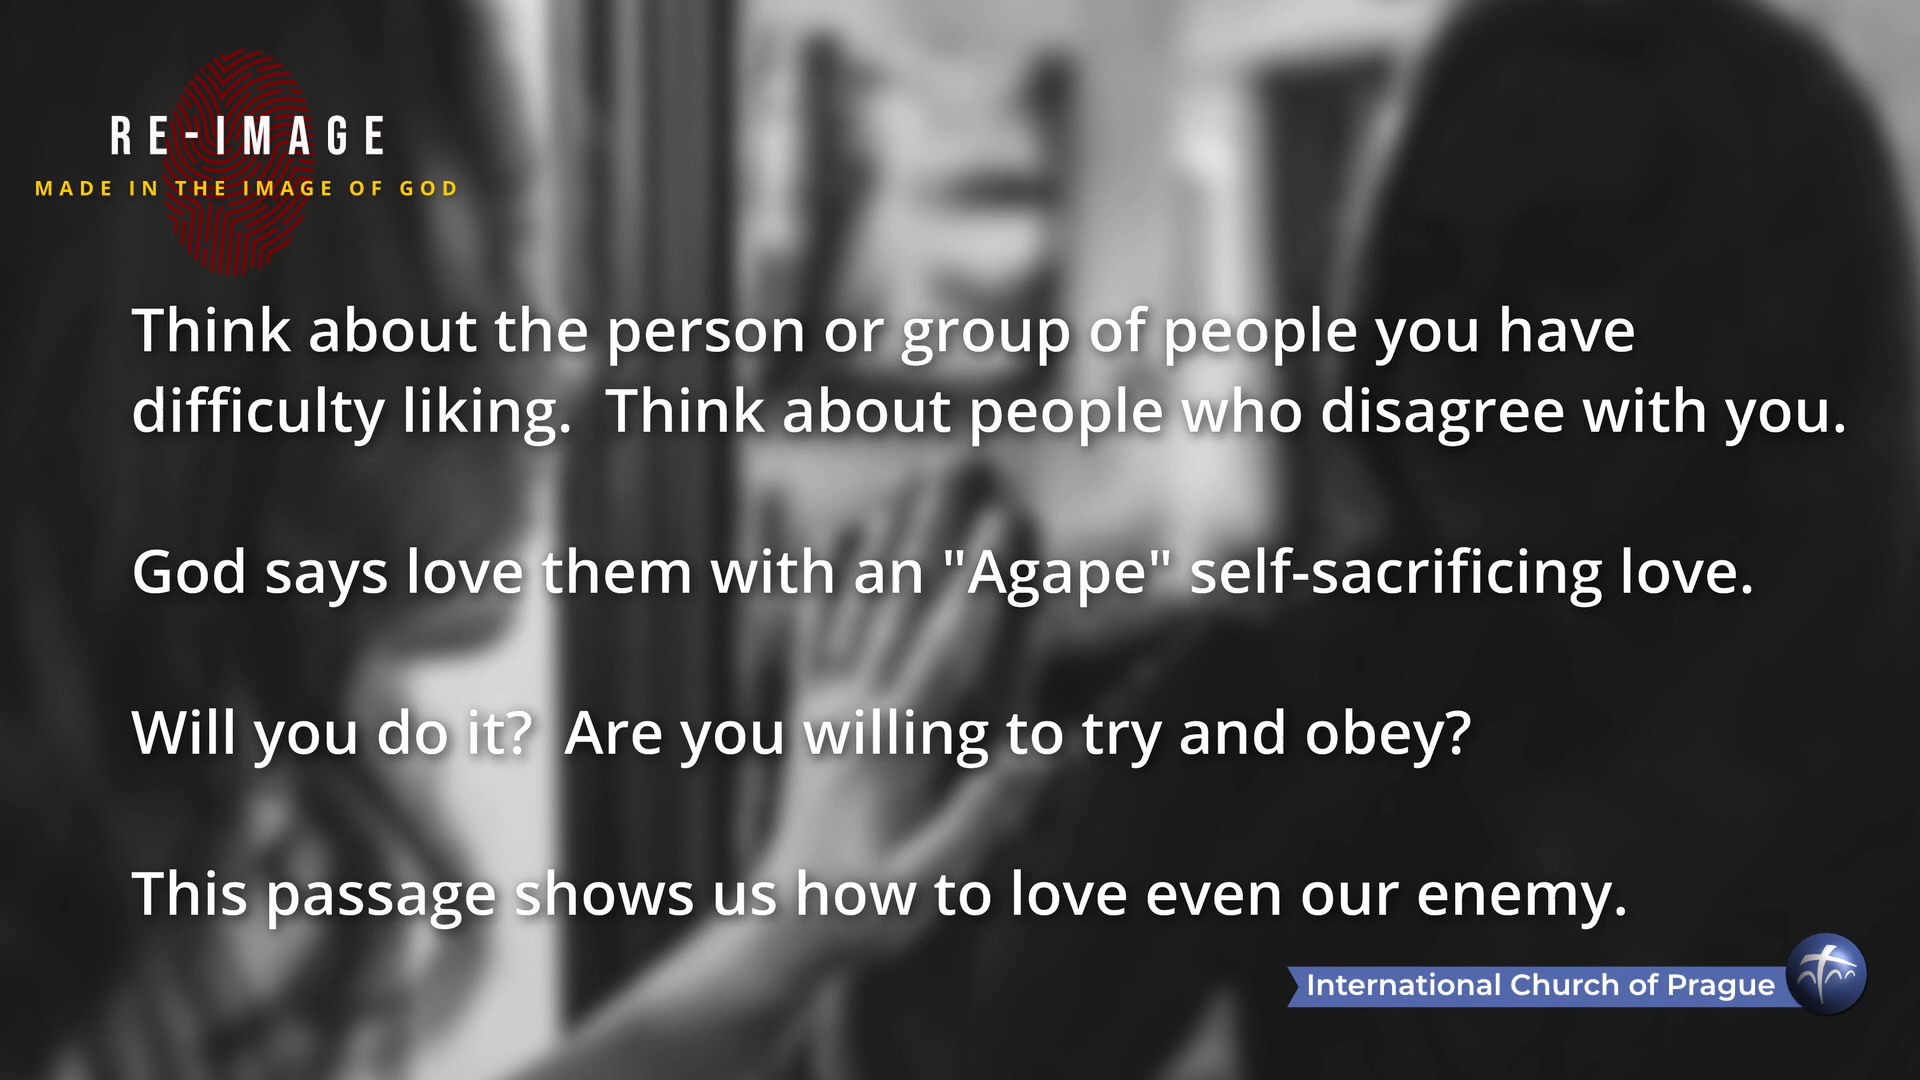 RE-IMAGE
MADE IN THE IMAGE OF GOD
Think about the person or group of people you have
difficulty liking.  Think about people who disagree with you.
God says love them with an "Agape" self-sacrificing love.
Will you do it?  Are you willing to try and obey?
This passage shows us how to love even our enemy.
International Church of Prague